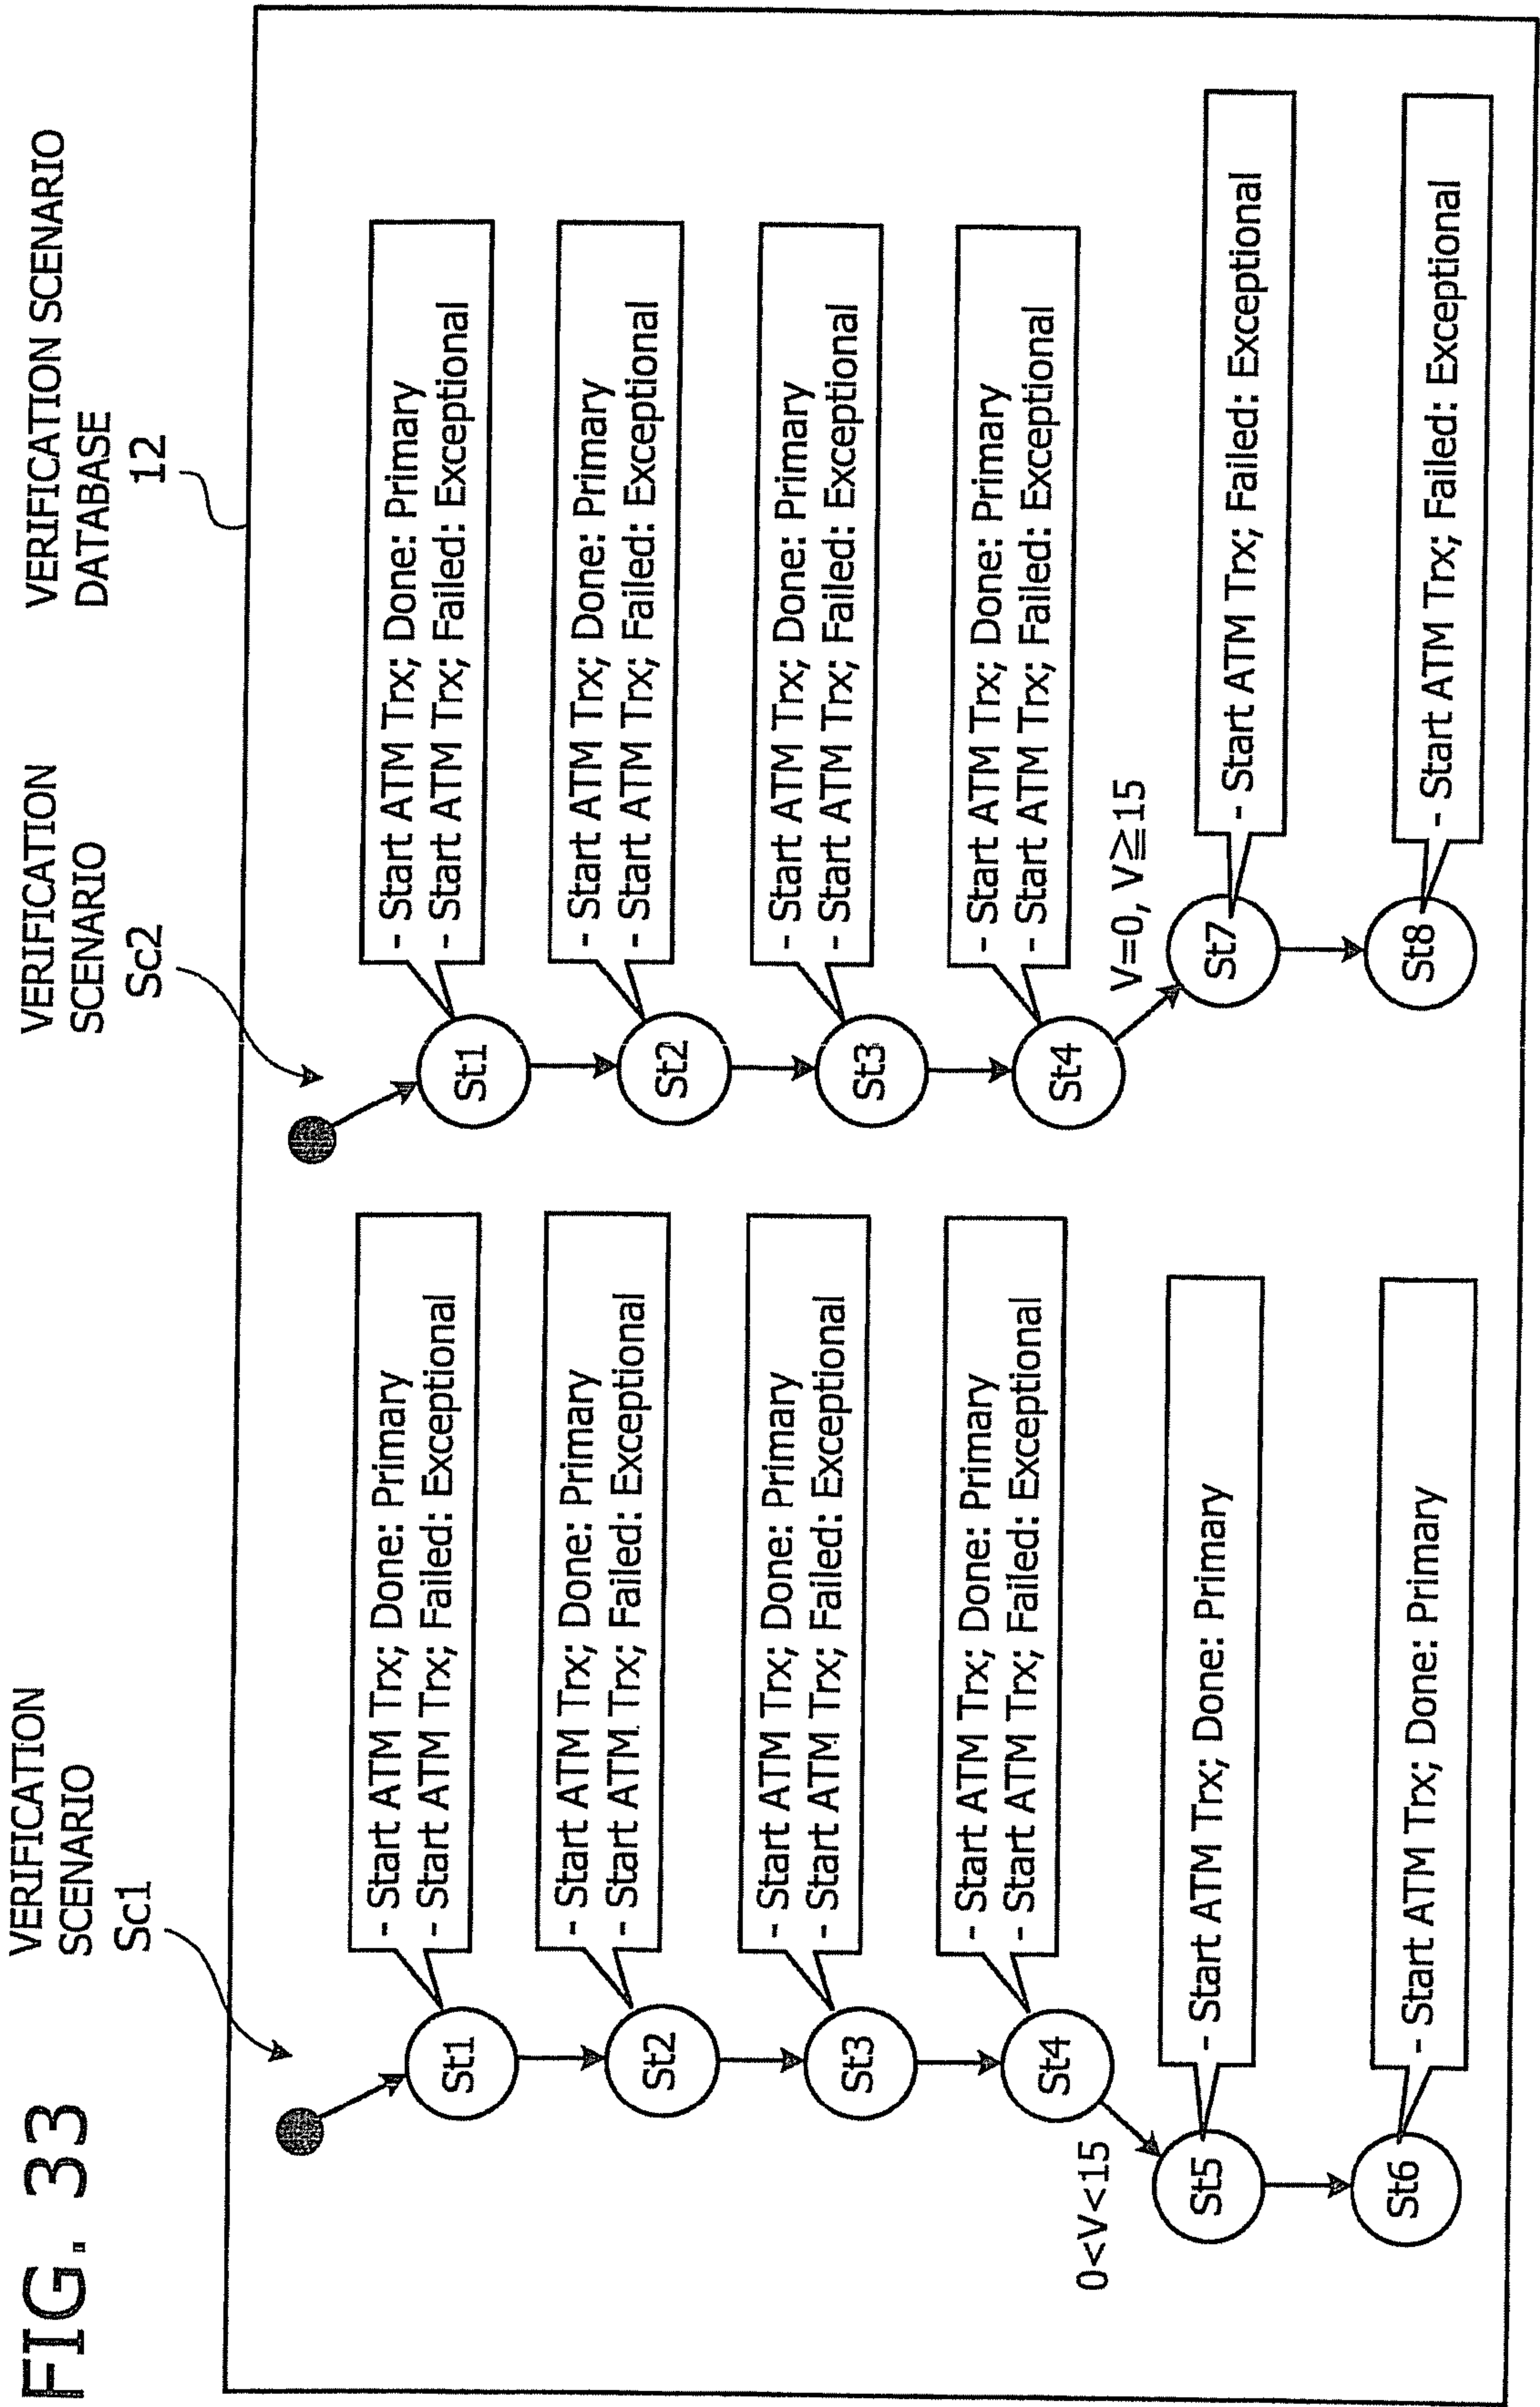 FIG. 33
VERIFICATION
SCENARIO
Sc1
VERIFICATION
SCENARIO
Sc2
VERIFICATION SCENARIO
DATABASE
12
St1
- Start ATM Trx; Done: Primary
- Start ATM Trx; Failed: Exceptional
St2
- Start ATM Trx; Done: Primary
- Start ATM Trx; Failed: Exceptional
St3
- Start ATM Trx; Done: Primary
- Start ATM Trx; Failed: Exceptional
St4
- Start ATM Trx; Done: Primary
- Start ATM Trx; Failed: Exceptional
0<V<15
St5
- Start ATM Trx; Done: Primary
St6
- Start ATM Trx; Done: Primary
St1
- Start ATM Trx; Done: Primary
- Start ATM Trx; Failed: Exceptional
St2
- Start ATM Trx; Done: Primary
- Start ATM Trx; Failed: Exceptional
St3
- Start ATM Trx; Done: Primary
- Start ATM Trx; Failed: Exceptional
St4
- Start ATM Trx; Done: Primary
- Start ATM Trx; Failed: Exceptional
V=0, V≧15
St7
- Start ATM Trx; Failed: Exceptional
St8
- Start ATM Trx; Failed: Exceptional